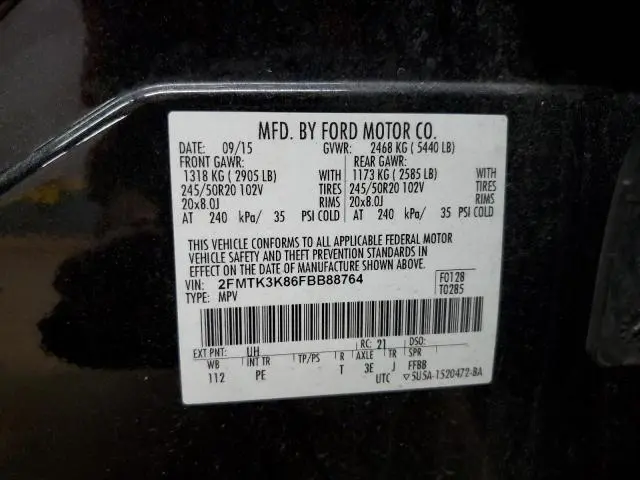 MFD. BY FORD MOTOR CO.
DATE: 09/15 GVWR: 2468 KG ( 5440 LB)
FRONT GAWR: REAR GAWR:
1318 KG ( 2905 LB) 1173 KG ( 2585 LB)
245/50R20 102V TIRES 245/50R20 102V TIRES
20x8.0J RIMS 20x8.0J RIMS
AT 240 kPa/ 35 PSI COLD AT 240 kPa/ 35 PSI COLD
THIS VEHICLE CONFORMS TO ALL APPLICABLE FEDERAL MOTOR
VEHICLE SAFETY AND THEFT PREVENTION STANDARDS IN
EFFECT ON THE DATE OF MANUFACTURE SHOWN ABOVE.
VIN: 2FMTK3K86FBB88764 F0128
TYPE: MPV T0285
EXT PNT: UH RC: 21 DSO:
WB INT TR TP/PS R AXLE TR SPR
112 PE T 3E J FFBB
UTC ▽5U5A-1520472-BA